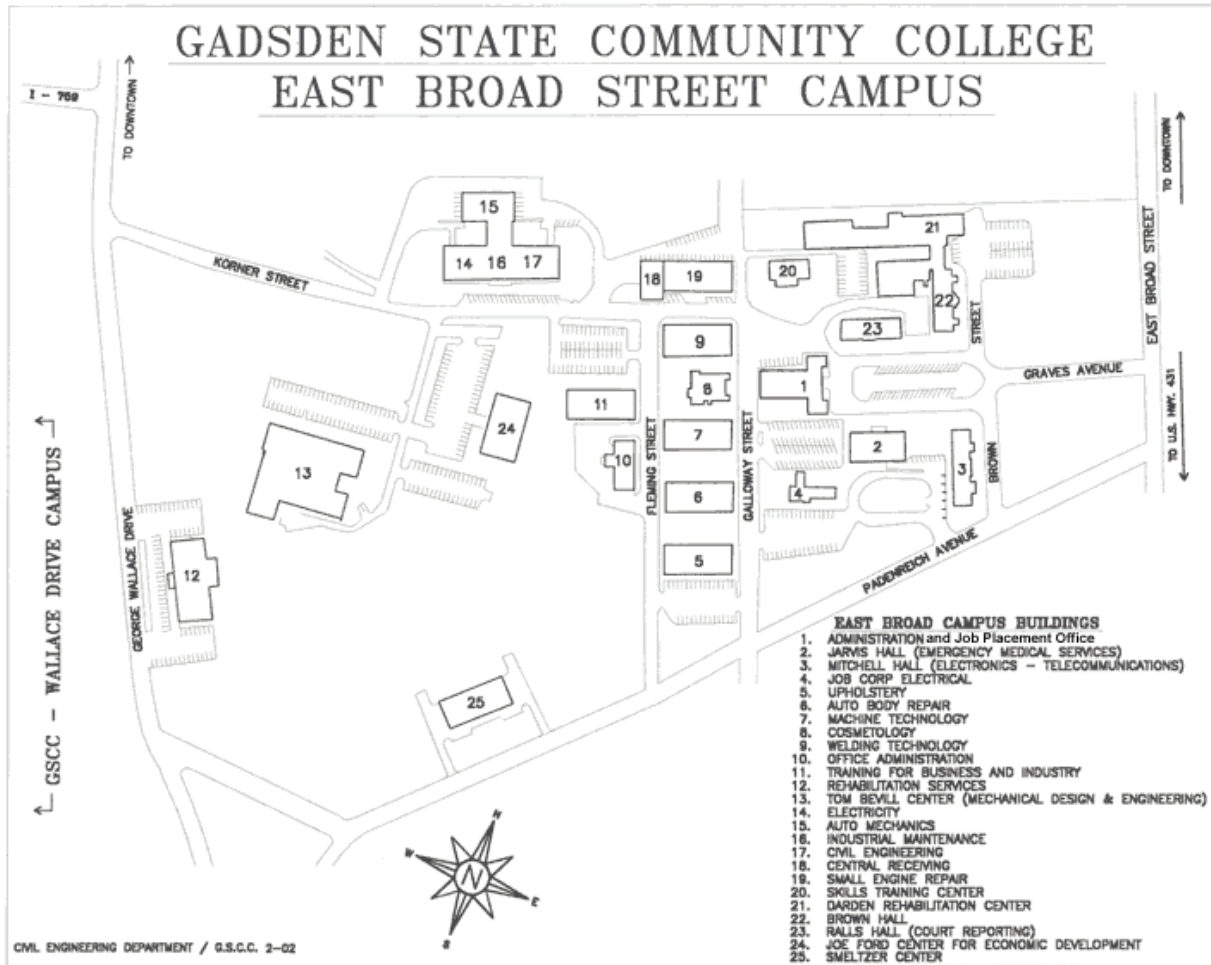 GADSDEN STATE COMMUNITY COLLEGE
EAST BROAD STREET CAMPUS
I - 759
TO DOWNTOWN
TO DOWNTOWN
KORNER STREET
EAST BROAD STREET
STREET
GRAVES AVENUE
TO U.S. HWY. 431
FLEMING STREET
GALLOWAY STREET
BROWN
PADENREICH AVENUE
GEORGE WALLACE DRIVE
GSCC - WALLACE DRIVE CAMPUS
15
14 16 17
18 19
20
21
22
23
9
8
1
11
24
7
2
10
3
13
6
4
5
12
25
EAST BROAD CAMPUS BUILDINGS
1. ADMINISTRATION and Job Placement Office
2. JARVIS HALL (EMERGENCY MEDICAL SERVICES)
3. MITCHELL HALL (ELECTRONICS - TELECOMMUNICATIONS)
4. JOB CORP ELECTRICAL
5. UPHOLSTERY
6. AUTO BODY REPAIR
7. MACHINE TECHNOLOGY
8. COSMETOLOGY
9. WELDING TECHNOLOGY
10. OFFICE ADMINISTRATION
11. TRAINING FOR BUSINESS AND INDUSTRY
12. REHABILITATION SERVICES
13. TOM BEVILL CENTER (MECHANICAL DESIGN & ENGINEERING)
14. ELECTRICITY
15. AUTO MECHANICS
16. INDUSTRIAL MAINTENANCE
17. CIVIL ENGINEERING
18. CENTRAL RECEIVING
19. SMALL ENGINE REPAIR
20. SKILLS TRAINING CENTER
21. DARDEN REHABILITATION CENTER
22. BROWN HALL
23. RALLS HALL (COURT REPORTING)
24. JOE FORD CENTER FOR ECONOMIC DEVELOPMENT
25. SMELTZER CENTER
N
W
N
E
S
CIVIL ENGINEERING DEPARTMENT / G.S.C.C. 2-02